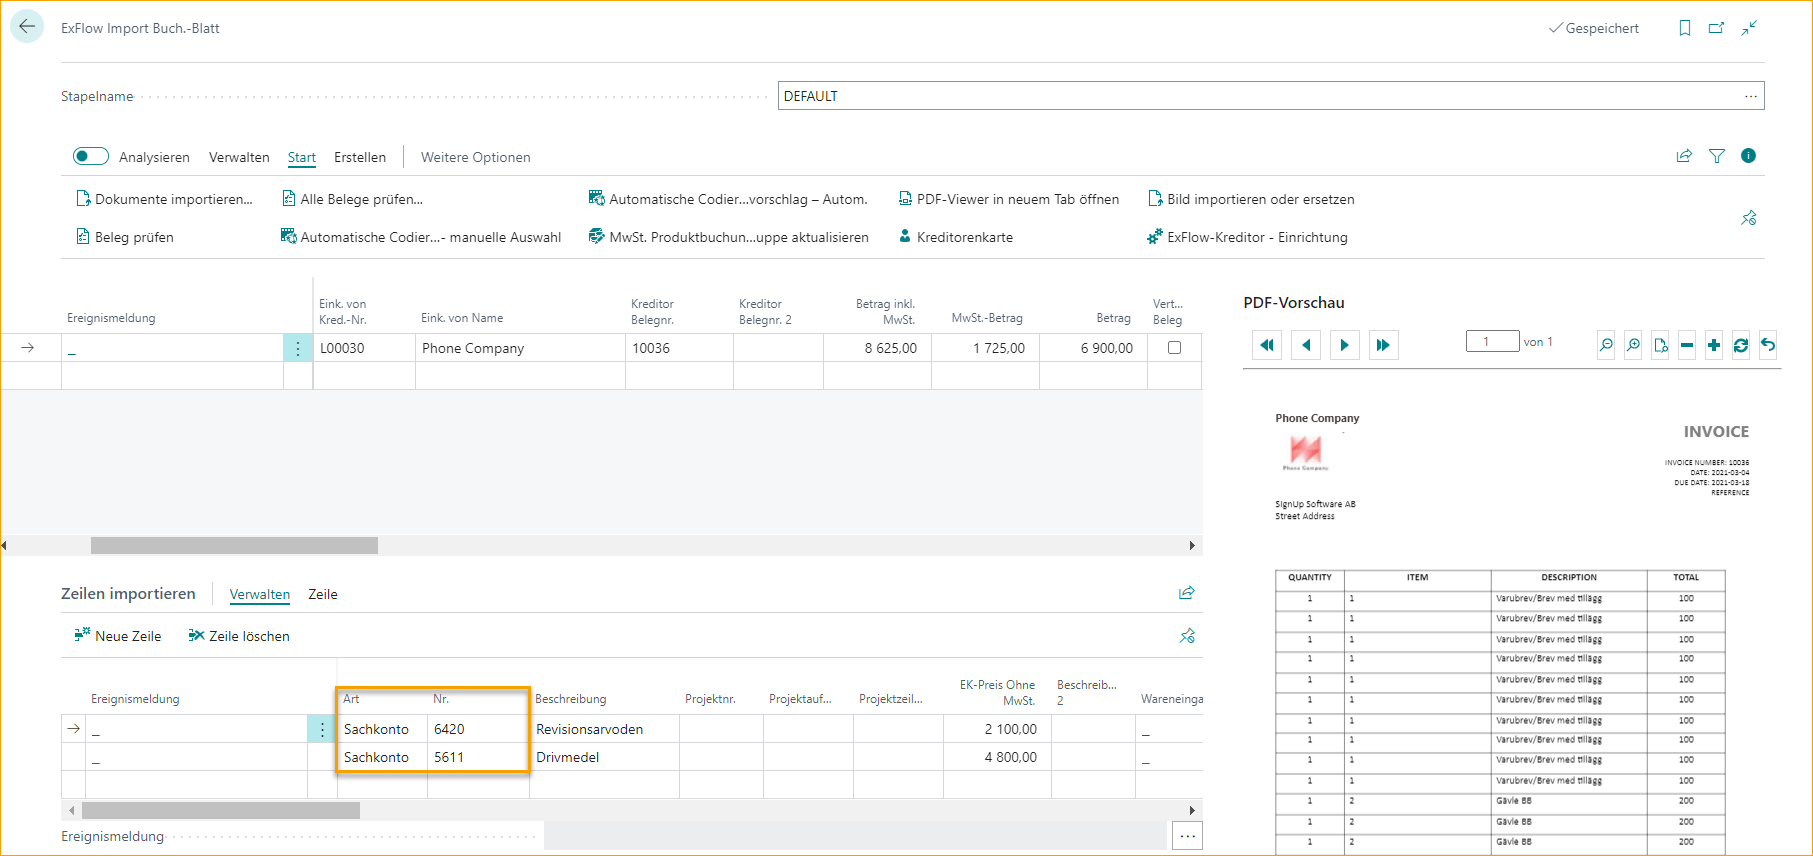 ExFlow Import Buch.-Blatt
Gespeichert
Stapelname
DEFAULT
Analysieren Verwalten Start Erstellen Weitere Optionen
Dokumente importieren... Alle Belege prüfen... Automatische Codier...vorschlag – Autom. PDF-Viewer in neuem Tab öffnen Bild importieren oder ersetzen
Beleg prüfen Automatische Codier...- manuelle Auswahl MwSt. Produktbuchun...uppe aktualisieren Kreditorenkarte ExFlow-Kreditor - Einrichtung
Ereignismeldung Eink. von Kred.-Nr. Eink. von Name Kreditor Belegnr. Kreditor Belegnr. 2 Betrag inkl. MwSt. MwSt.-Betrag Betrag Vert... Beleg
_ L00030 Phone Company 10036 8 625,00 1 725,00 6 900,00
Zeilen importieren Verwalten Zeile
Neue Zeile Zeile löschen
Ereignismeldung Art Nr. Beschreibung Projektnr. Projektauf... Projektzeil... EK-Preis Ohne MwSt. Beschreib... 2 Wareneinga
_ Sachkonto 6420 Revisionsarvoden 2 100,00 _
_ Sachkonto 5611 Drivmedel 4 800,00 _
Ereignismeldung
PDF-Vorschau
1 von 1
Phone Company
INVOICE
Phone Company
INVOICE NUMBER: 10036
DATE: 2021-03-04
DUE DATE: 2021-03-18
REFERENCE
SignUp Software AB
Street Address
QUANTITY ITEM DESCRIPTION TOTAL
1 1 Varubrev/Brev med tillägg 100
1 1 Varubrev/Brev med tillägg 100
1 1 Varubrev/Brev med tillägg 100
1 1 Varubrev/Brev med tillägg 100
1 1 Varubrev/Brev med tillägg 100
1 1 Varubrev/Brev med tillägg 100
1 1 Varubrev/Brev med tillägg 100
1 1 Varubrev/Brev med tillägg 100
1 1 Varubrev/Brev med tillägg 100
1 1 Varubrev/Brev med tillägg 100
1 2 Gävle BB 200
1 2 Gävle BB 200
1 2 Gävle BB 200